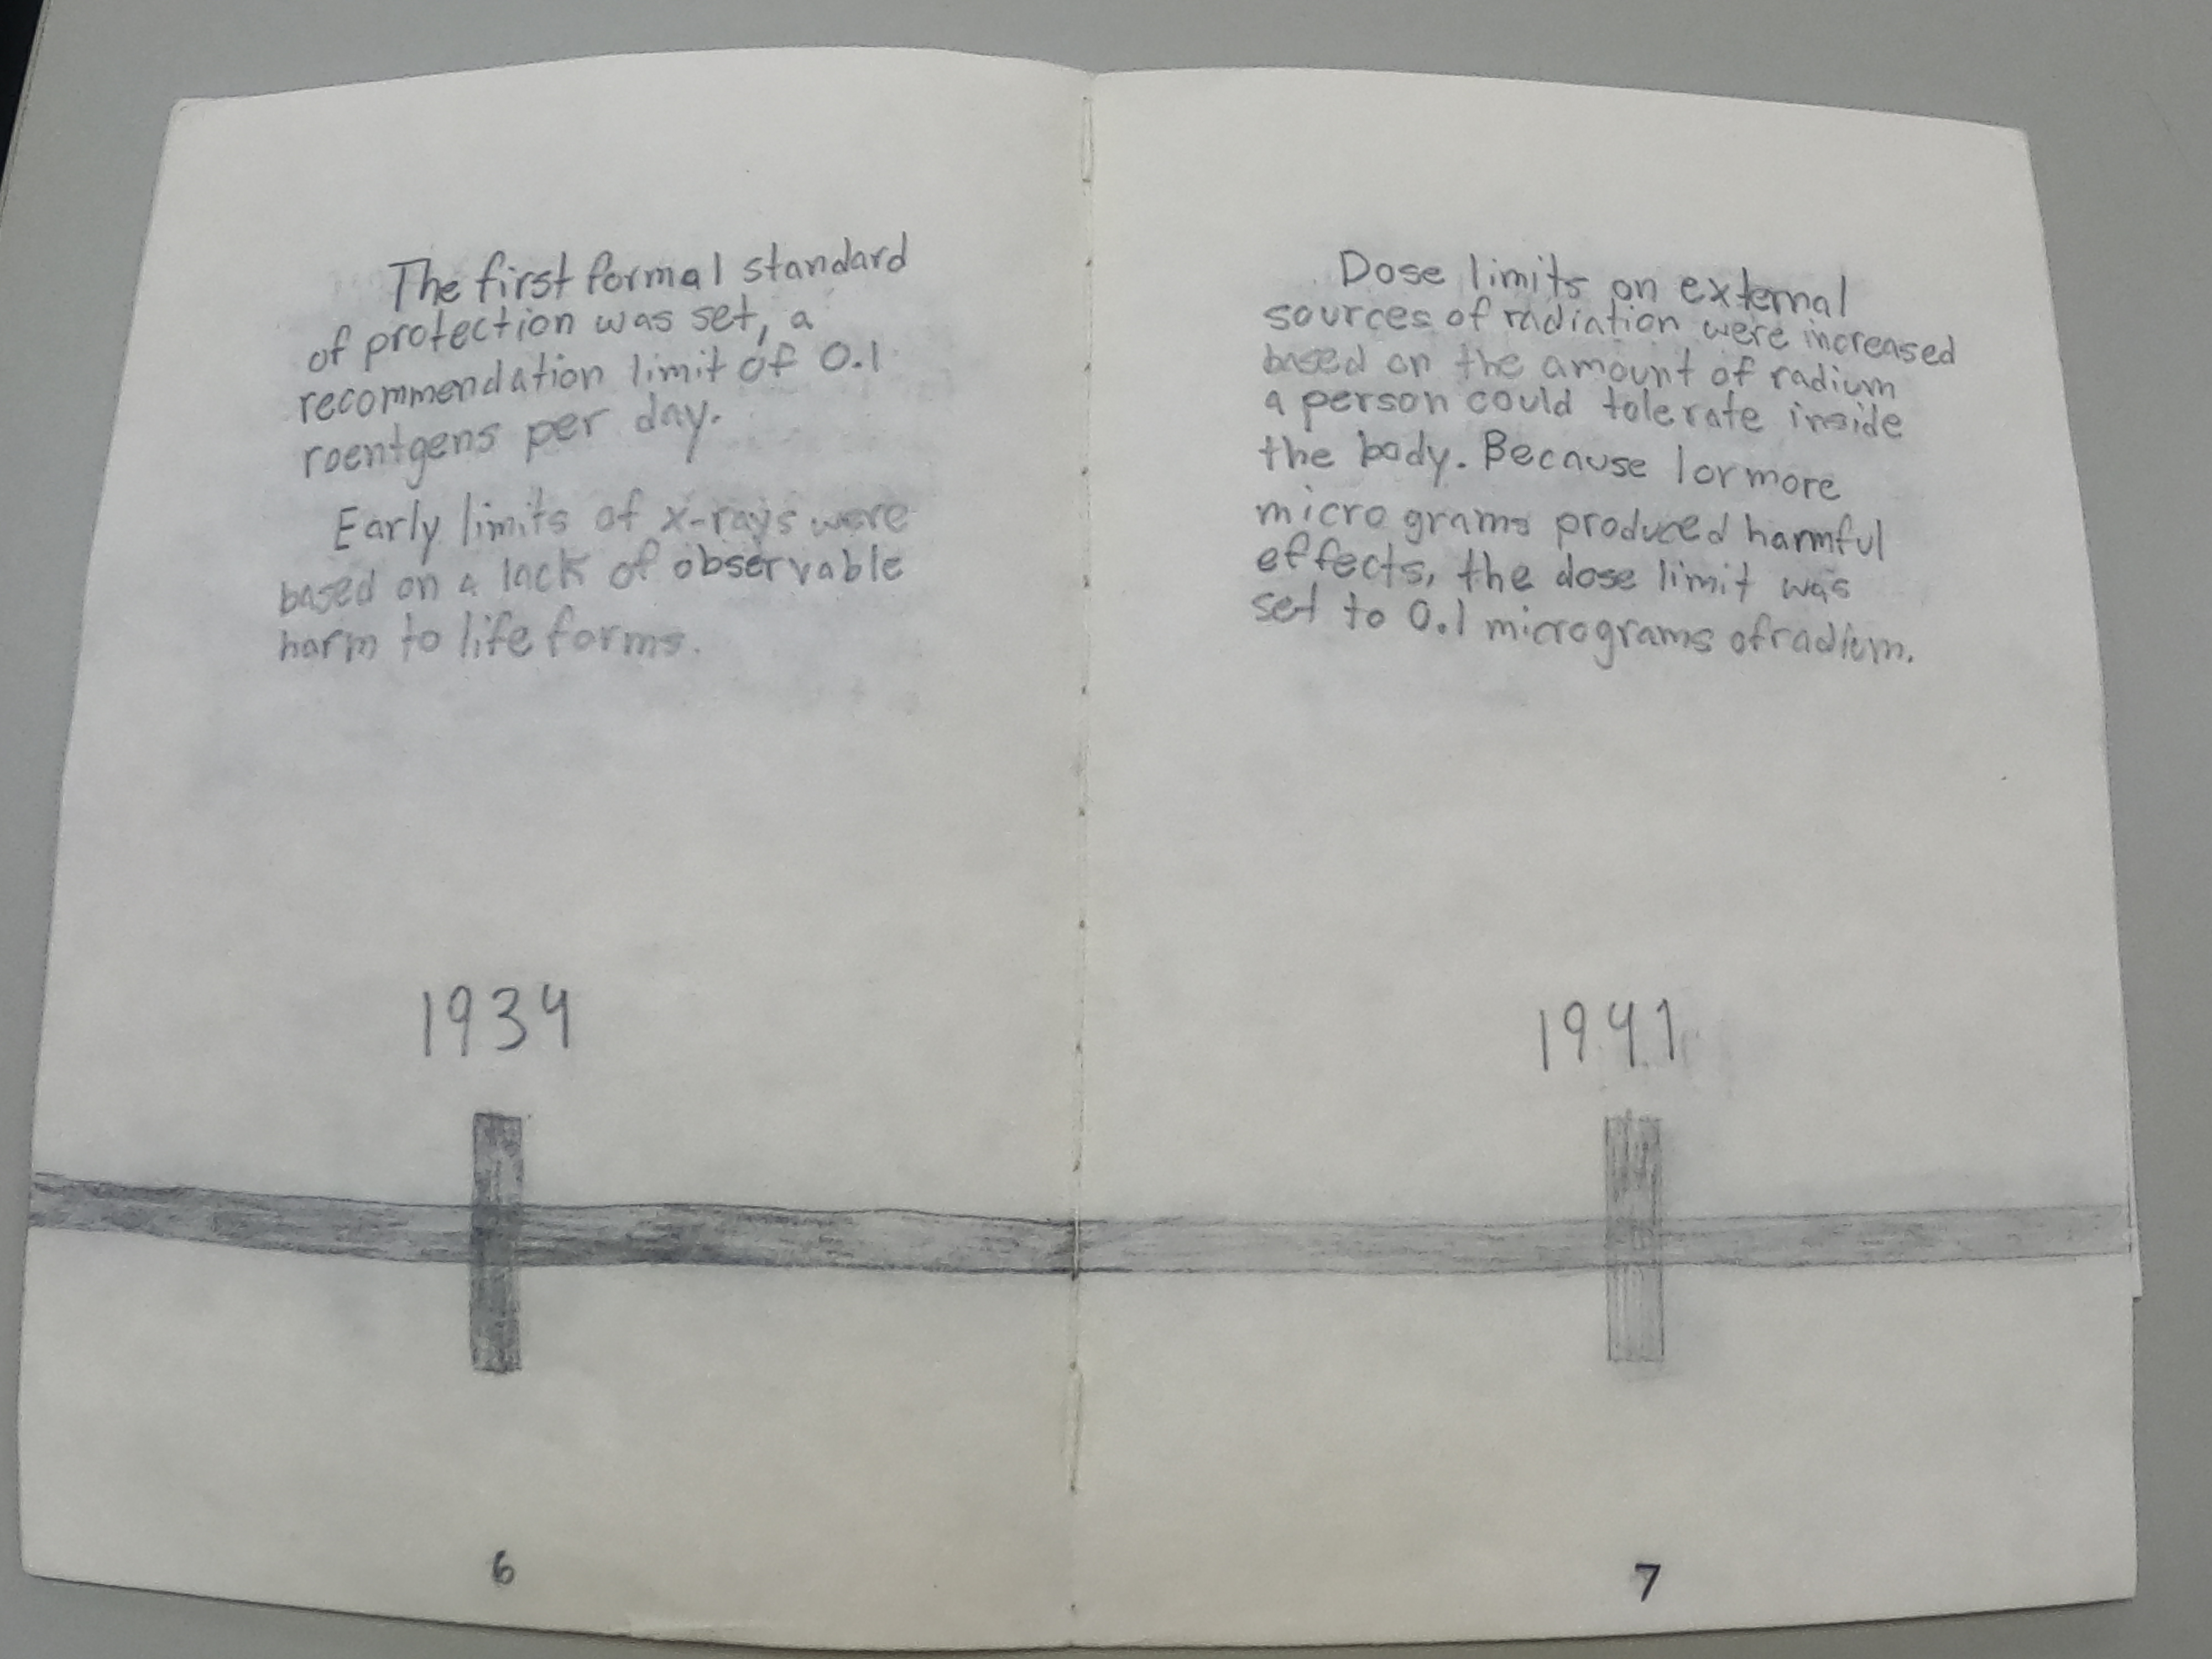 The first formal standard
of protection was set, a
recommendation limit of 0.1
roentgens per day.
Early limits of x-rays were
based on a lack of observable
harm to life forms.
1934
6
Dose limits on external
sources of radiation were increased
based on the amount of radium
a person could tolerate inside
the body. Because 1 or more
micro grams produced harmful
effects, the dose limit was
set to 0.1 micrograms of radium.
1941
7